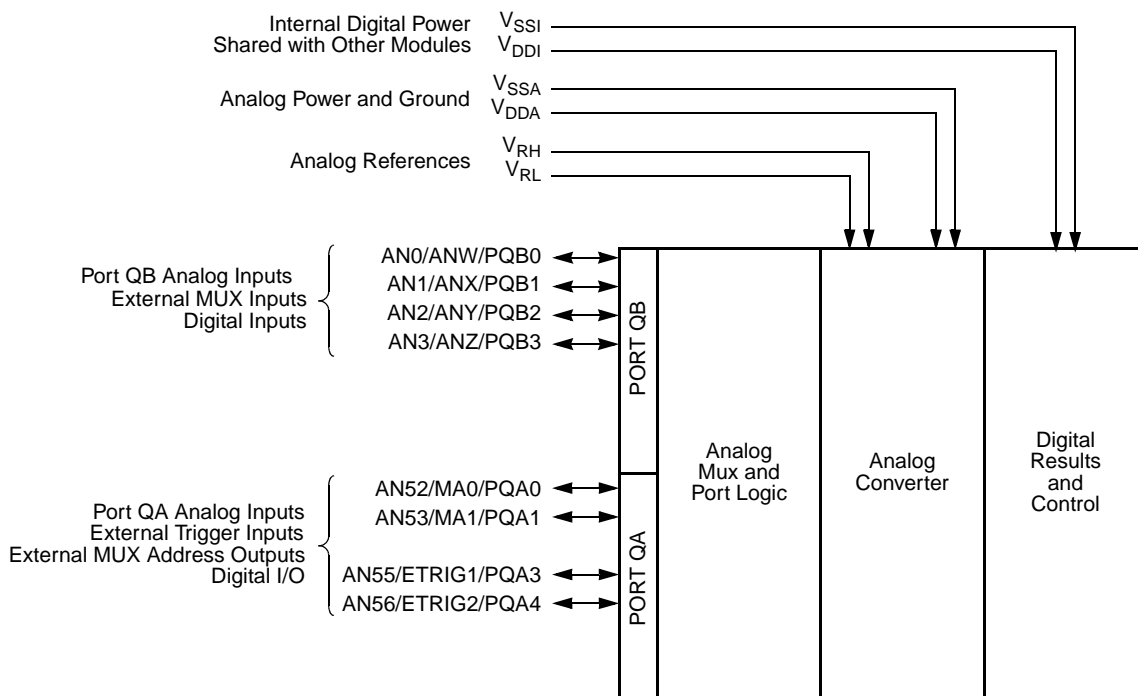 Internal Digital Power
Shared with Other Modules
VSSI
VDDI
Analog Power and Ground
VSSA
VDDA
Analog References
VRH
VRL
Port QB Analog Inputs
External MUX Inputs
Digital Inputs
AN0/ANW/PQB0
AN1/ANX/PQB1
AN2/ANY/PQB2
AN3/ANZ/PQB3
PORT QB
Port QA Analog Inputs
External Trigger Inputs
External MUX Address Outputs
Digital I/O
AN52/MA0/PQA0
AN53/MA1/PQA1
AN55/ETRIG1/PQA3
AN56/ETRIG2/PQA4
PORT QA
Analog
Mux and
Port Logic
Analog
Converter
Digital
Results
and
Control